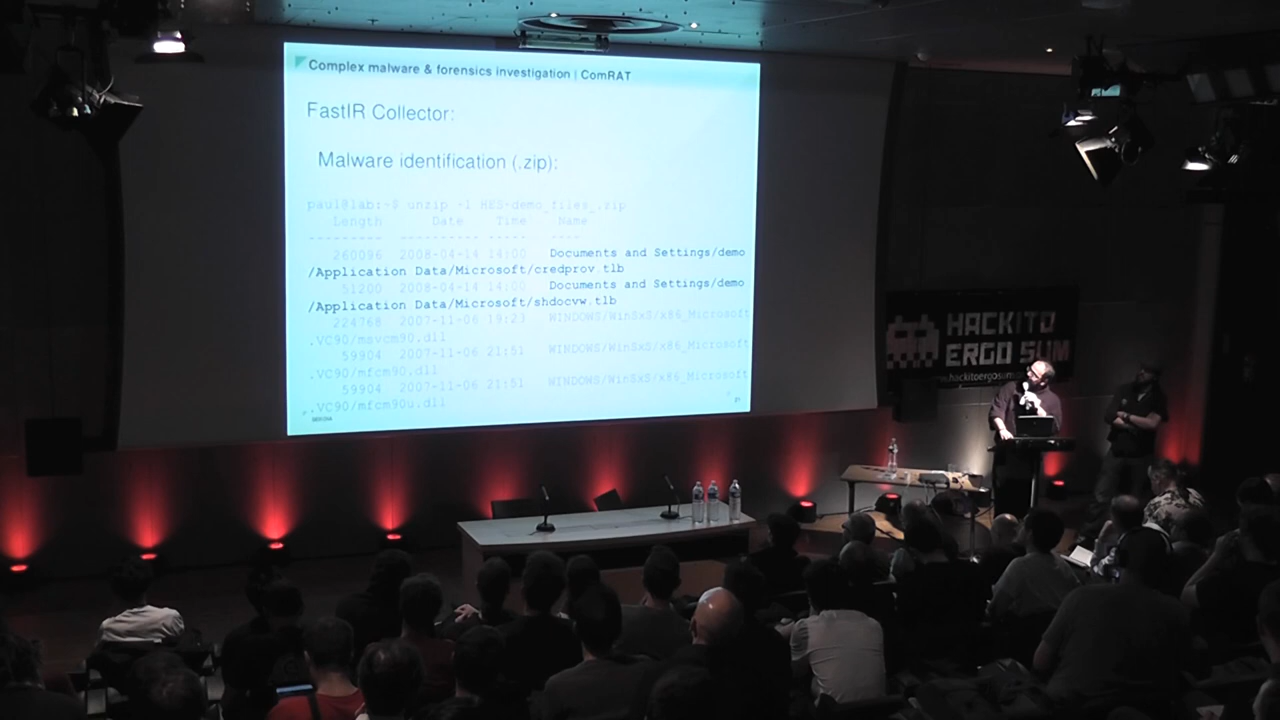 Complex malware & forensics investigation | ComRAT
FastIR Collector:
Malware identification (.zip):
paul@lab:~$ unzip -l HES-demo_files_.zip
Length Date Time Name
--------- ---------- ----- ----
260096 2008-04-14 14:00 Documents and Settings/demo
/Application Data/Microsoft/credprov.tlb
51200 2008-04-14 14:00 Documents and Settings/demo
/Application Data/Microsoft/shdocvw.tlb
224768 2007-11-06 19:23 WINDOWS/WinSxS/x86_Microsoft
.VC90/msvcm90.dll
59904 2007-11-06 21:51 WINDOWS/WinSxS/x86_Microsoft
.VC90/mfcm90.dll
59904 2007-11-06 21:51 WINDOWS/WinSxS/x86_Microsoft
.VC90/mfcm90u.dll
HACKITO
ERGO SUM